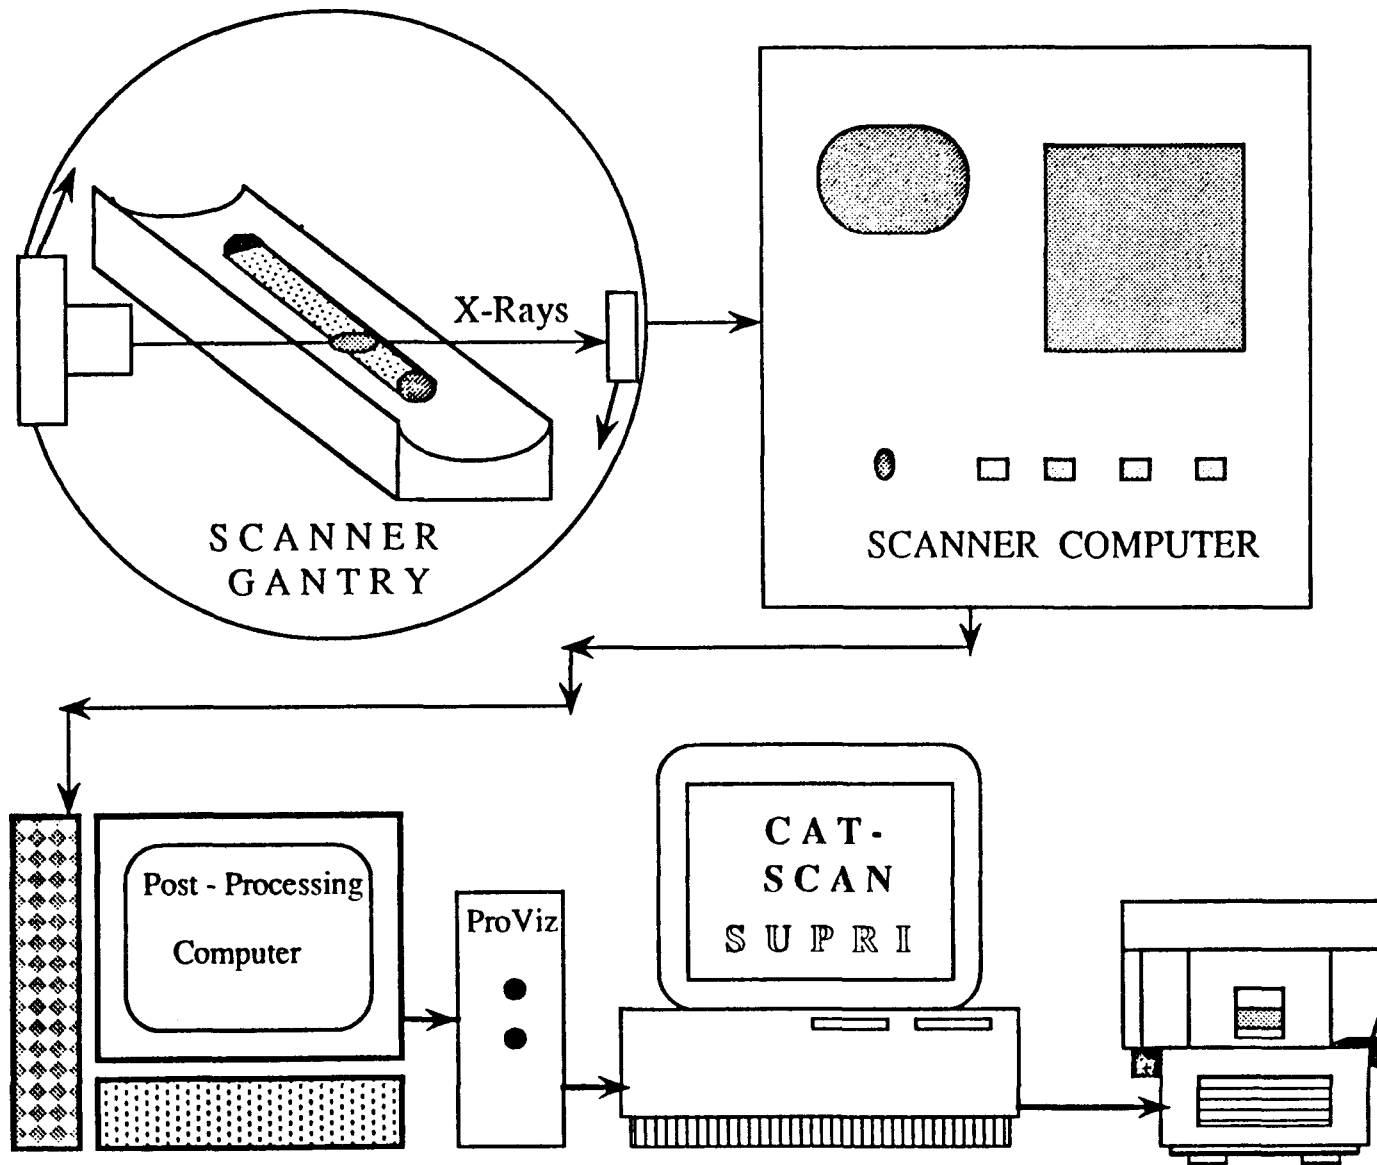 X-Rays
SCANNER
GANTRY
SCANNER COMPUTER
Post - Processing
Computer
ProViz
CAT-
SCAN
SUPRI